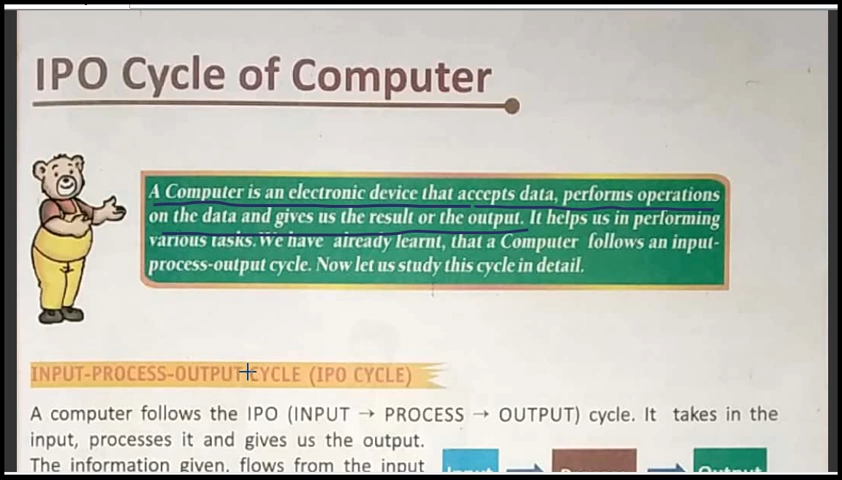 IPO Cycle of Computer
A Computer is an electronic device that accepts data, performs operations
on the data and gives us the result or the output. It helps us in performing
various tasks. We have already learnt, that a Computer follows an input-
process-output cycle. Now let us study this cycle in detail.
INPUT-PROCESS-OUTPUT CYCLE (IPO CYCLE)
A computer follows the IPO (INPUT → PROCESS → OUTPUT) cycle. It takes in the
input, processes it and gives us the output.
The information given, flows from the input
Input Process Output